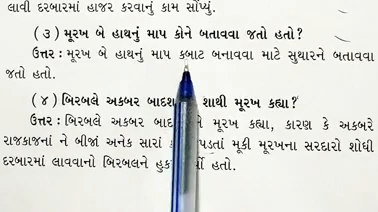 લાવી દરબારમાં હાજર કરવાનું કામ સોંપ્યું.
(૩) મૂરખ બે હાથનું માપ કોને બતાવવા જતો હતો?
ઉત્તર : મૂરખ બે હાથનું માપ કબાટ બનાવવા માટે સુથારને બતાવવા
જતો હતો.
(૪) બિરબલે અકબર શાથી મૂરખ કહ્યા?
ઉત્તર : બિરબલે અકબર મૂરખ કહ્યા, કારણ કે અકબરે
રાજકાજનાં ને બીજાં અનેક સારાં પડતાં મૂકી મૂરખના સરદારો શોધી
દરબારમાં લાવવાનો બિરબલને હતો.